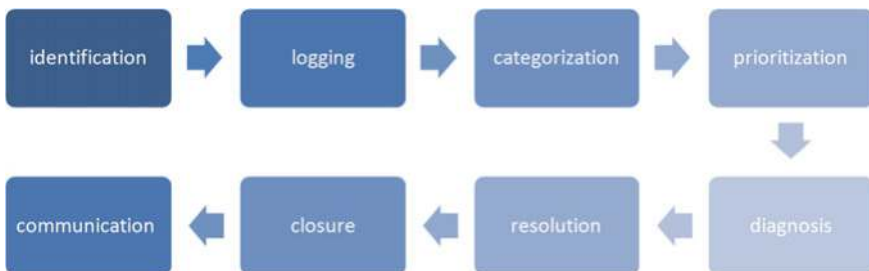 identification
logging
categorization
prioritization
diagnosis
resolution
closure
communication